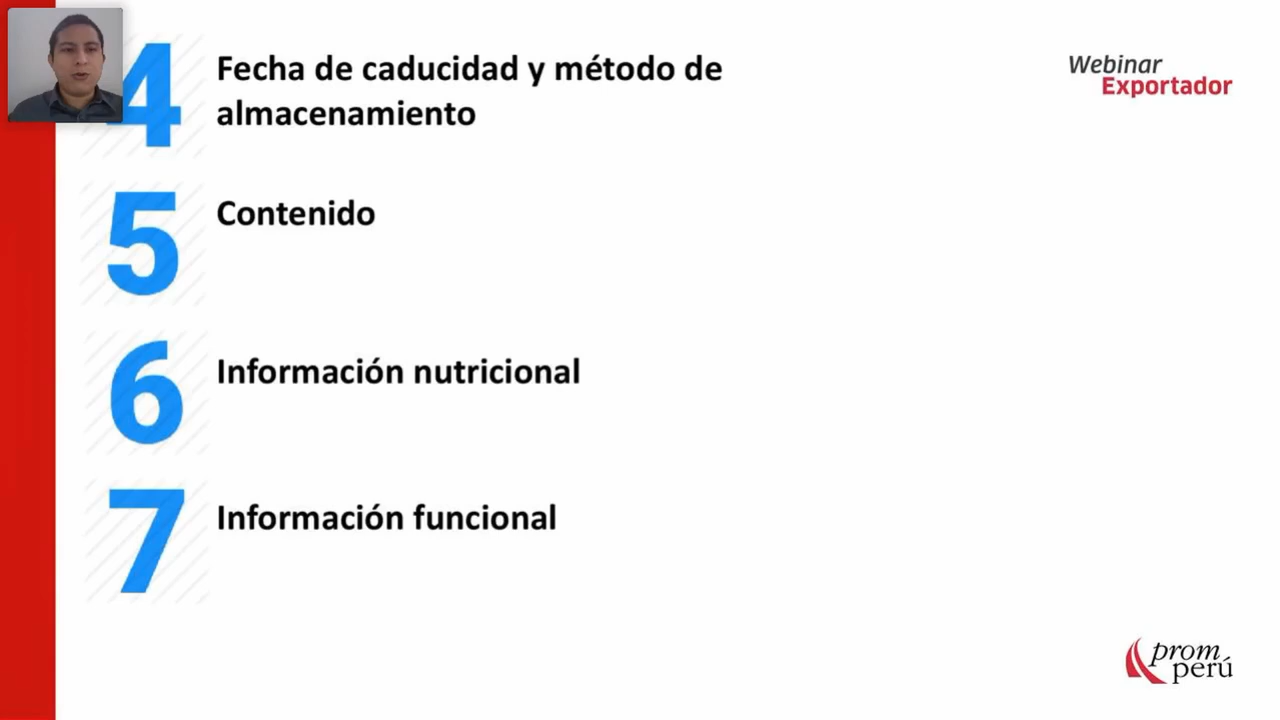 4
Fecha de caducidad y método de
almacenamiento
Webinar
Exportador
5
Contenido
6
Información nutricional
7
Información funcional
prom
perú